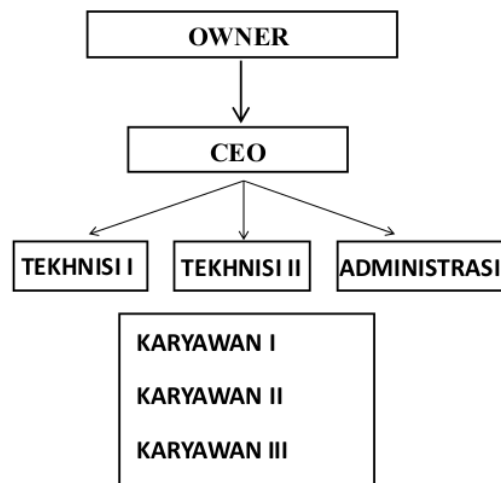 OWNER
CEO
TEKHNISI I
TEKHNISI II
ADMINISTRASI
KARYAWAN I
KARYAWAN II
KARYAWAN III